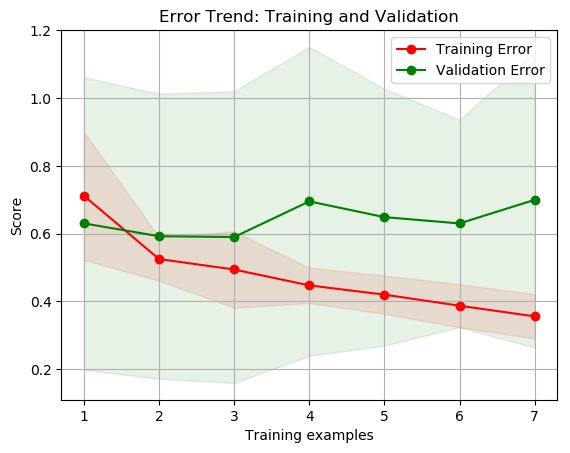 Error Trend: Training and Validation
1.2
1.0
0.8
0.6
0.4
0.2
Score
Training Error
Validation Error
1 2 3 4 5 6 7
Training examples